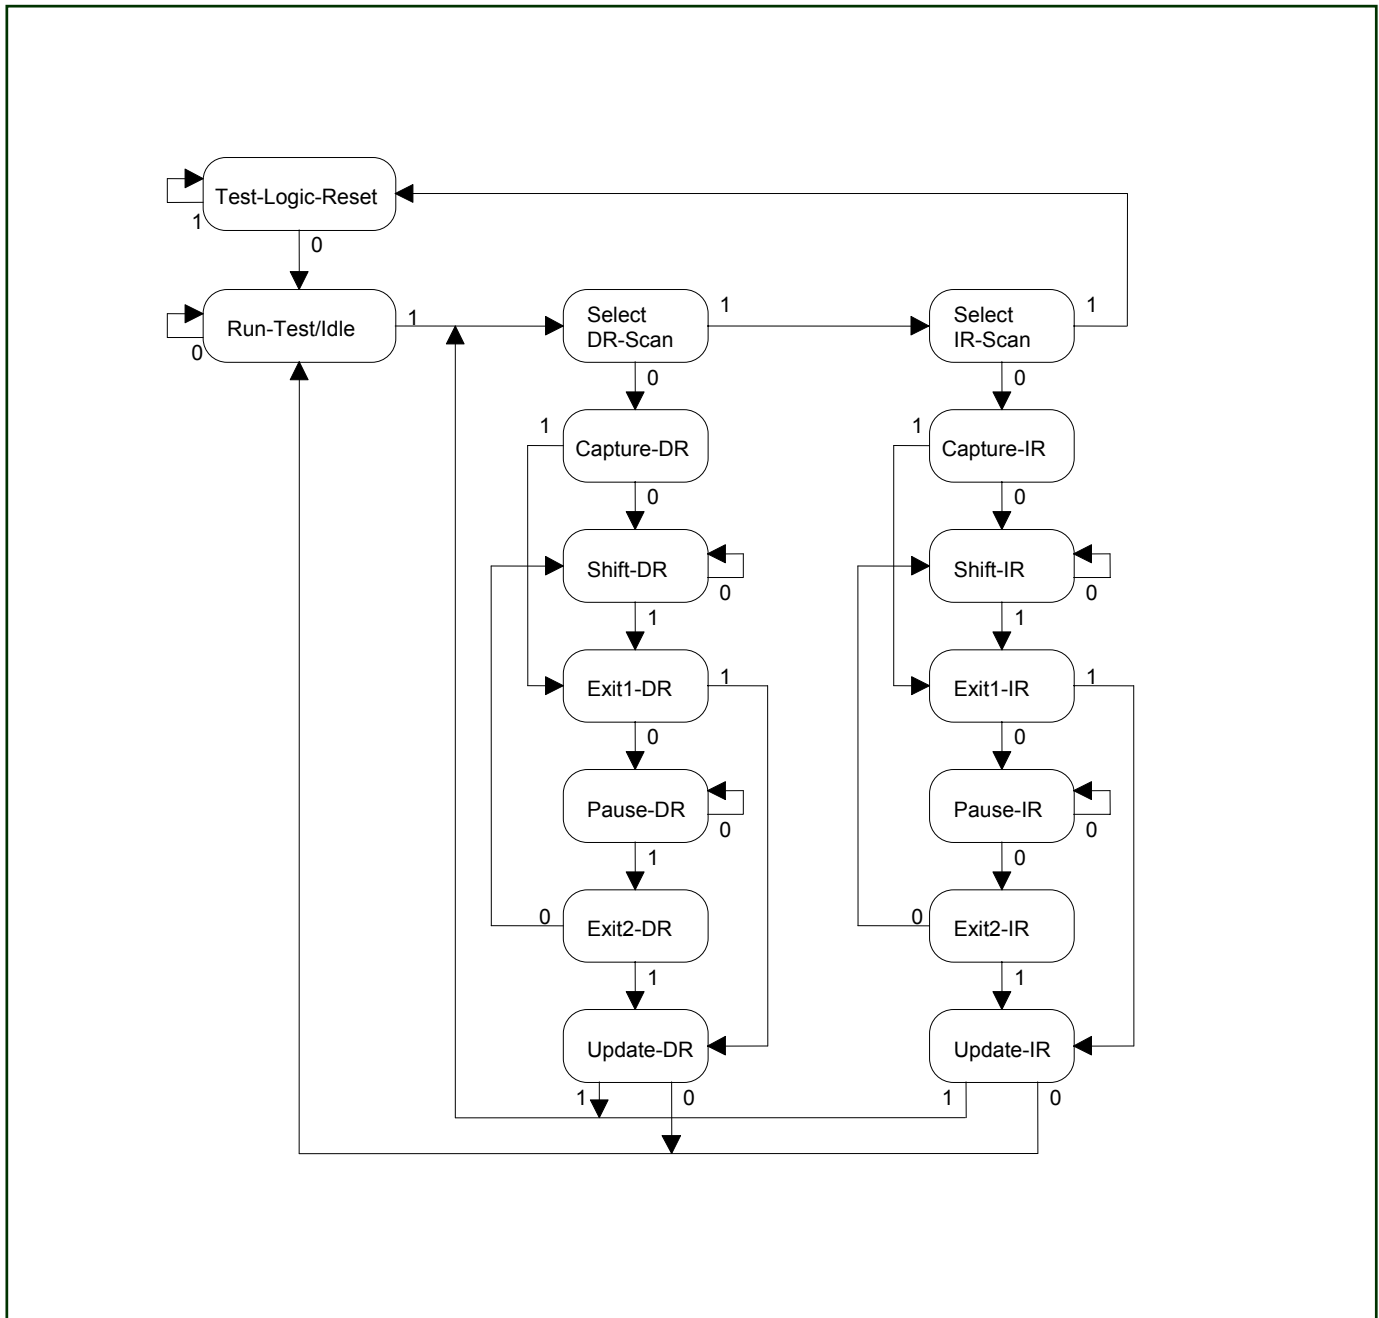 Test-Logic-Reset
1
0
Run-Test/Idle
1
0
Select
DR-Scan
1
0
Select
IR-Scan
1
0
1
Capture-DR
0
1
Capture-IR
0
Shift-DR
0
1
Shift-IR
0
1
Exit1-DR
1
0
Exit1-IR
1
0
Pause-DR
0
1
Pause-IR
0
0
0
Exit2-DR
1
0
Exit2-IR
1
Update-DR
1
0
Update-IR
1
0